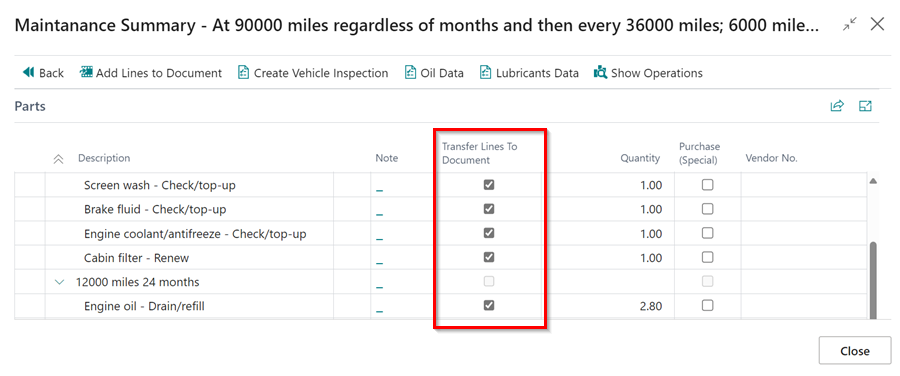 Maintanance Summary - At 90000 miles regardless of months and then every 36000 miles; 6000 mile...
Back Add Lines to Document Create Vehicle Inspection Oil Data Lubricants Data Show Operations
Parts
Description Note Transfer Lines To Document Quantity Purchase (Special) Vendor No.
Screen wash - Check/top-up _ 1.00
Brake fluid - Check/top-up _ 1.00
Engine coolant/antifreeze - Check/top-up _ 1.00
Cabin filter - Renew _ 1.00
12000 miles 24 months _
Engine oil - Drain/refill _ 2.80
Close